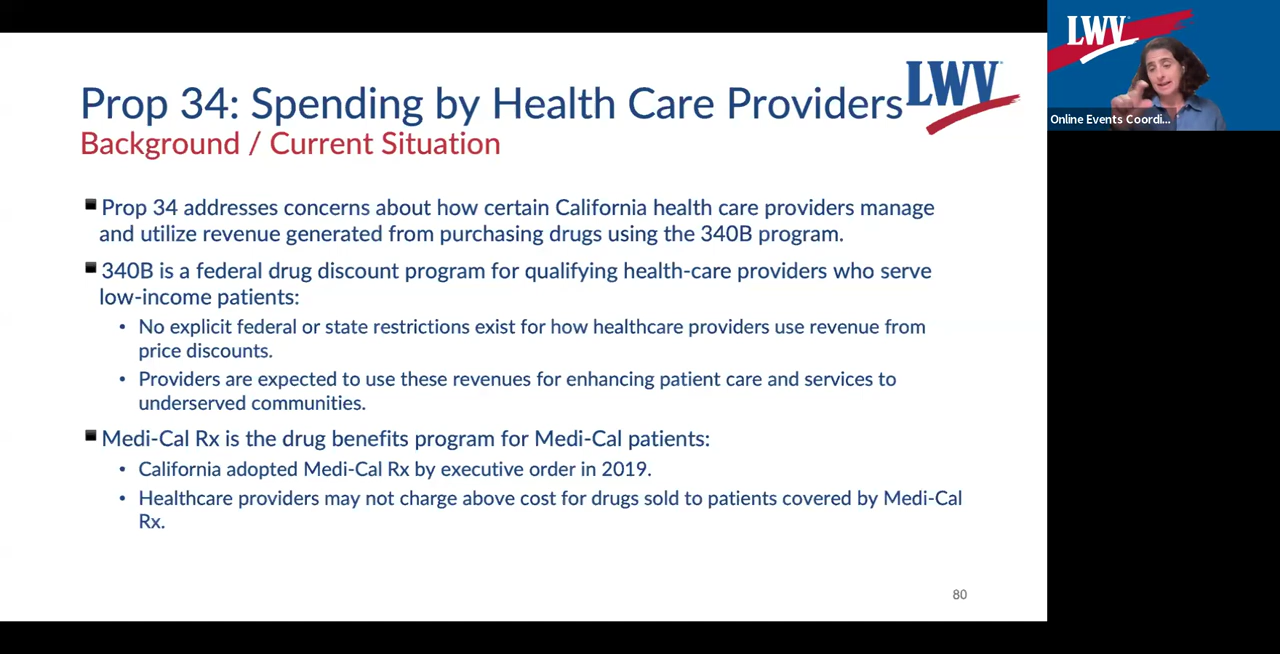 Prop 34: Spending by Health Care Providers
LWV
Background / Current Situation
Prop 34 addresses concerns about how certain California health care providers manage
and utilize revenue generated from purchasing drugs using the 340B program.
340B is a federal drug discount program for qualifying health-care providers who serve
low-income patients:
• No explicit federal or state restrictions exist for how healthcare providers use revenue from
price discounts.
• Providers are expected to use these revenues for enhancing patient care and services to
underserved communities.
Medi-Cal Rx is the drug benefits program for Medi-Cal patients:
• California adopted Medi-Cal Rx by executive order in 2019.
• Healthcare providers may not charge above cost for drugs sold to patients covered by Medi-Cal
Rx.
80
LWV
Online Events Coordi...